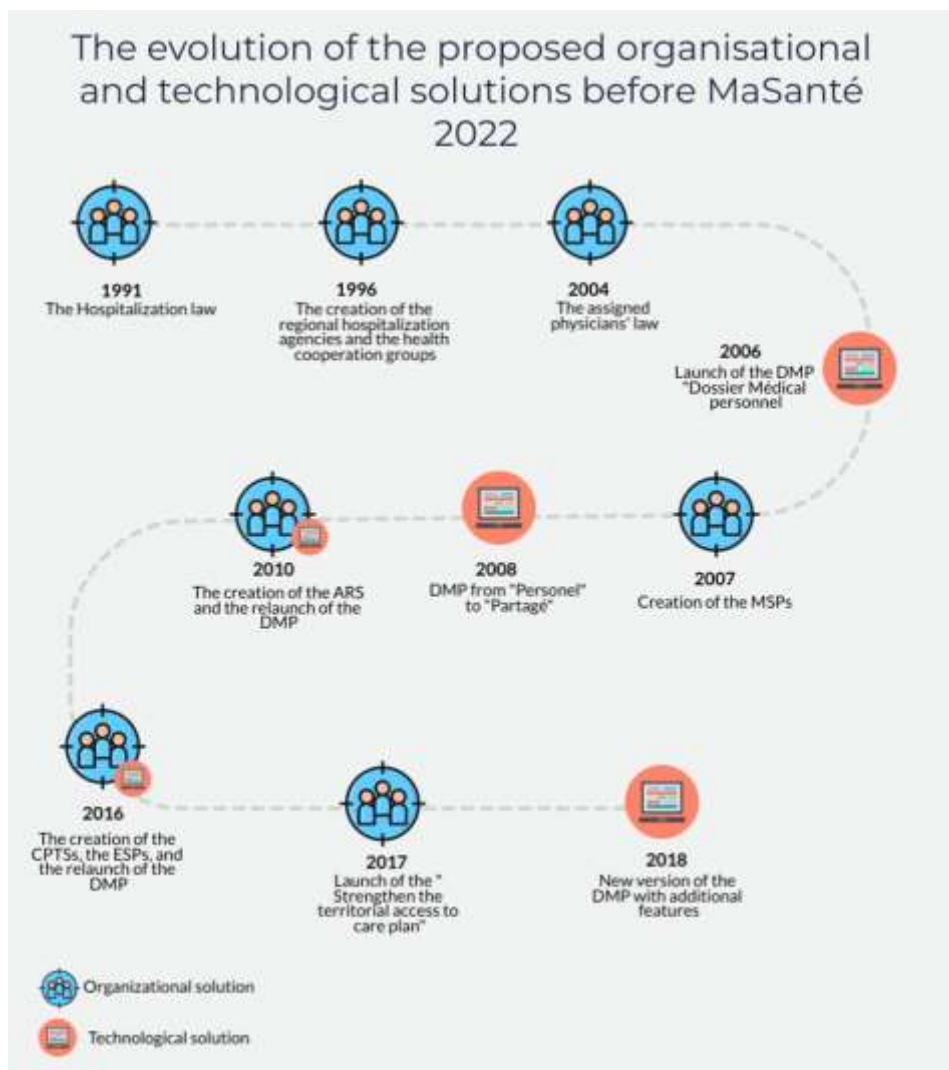 The evolution of the proposed organisational
and technological solutions before MaSanté
2022
1991
The Hospitalization law
1996
The creation of the
regional hospitalization
agencies and the health
cooperation groups
2004
The assigned
physicians' law
2006
Launch of the DMP
"Dossier Médical
personnel
2010
The creation of the ARS
and the relaunch of the
DMP
2008
DMP from "Personel"
to "Partagé"
2007
Creation of the MSPs
2016
The creation of the
CPTSs, the ESPs, and
the relaunch of the
DMP
2017
Launch of the "
Strengthen the
territorial access to
care plan"
2018
New version of the
DMP with additional
features
Organizational solution
Technological solution